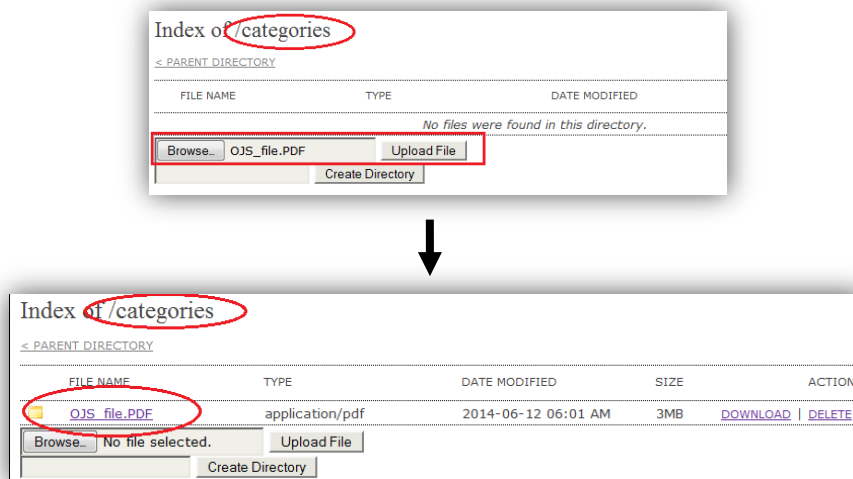 Index of /categories
< PARENT DIRECTORY
FILE NAME TYPE DATE MODIFIED
No files were found in this directory.
Browse_ OJS_file.PDF Upload File
Create Directory
Index of /categories
< PARENT DIRECTORY
FILE NAME TYPE DATE MODIFIED SIZE ACTION
OJS_file.PDF application/pdf 2014-06-12 06:01 AM 3MB DOWNLOAD | DELETE
Browse_ No file selected. Upload File
Create Directory